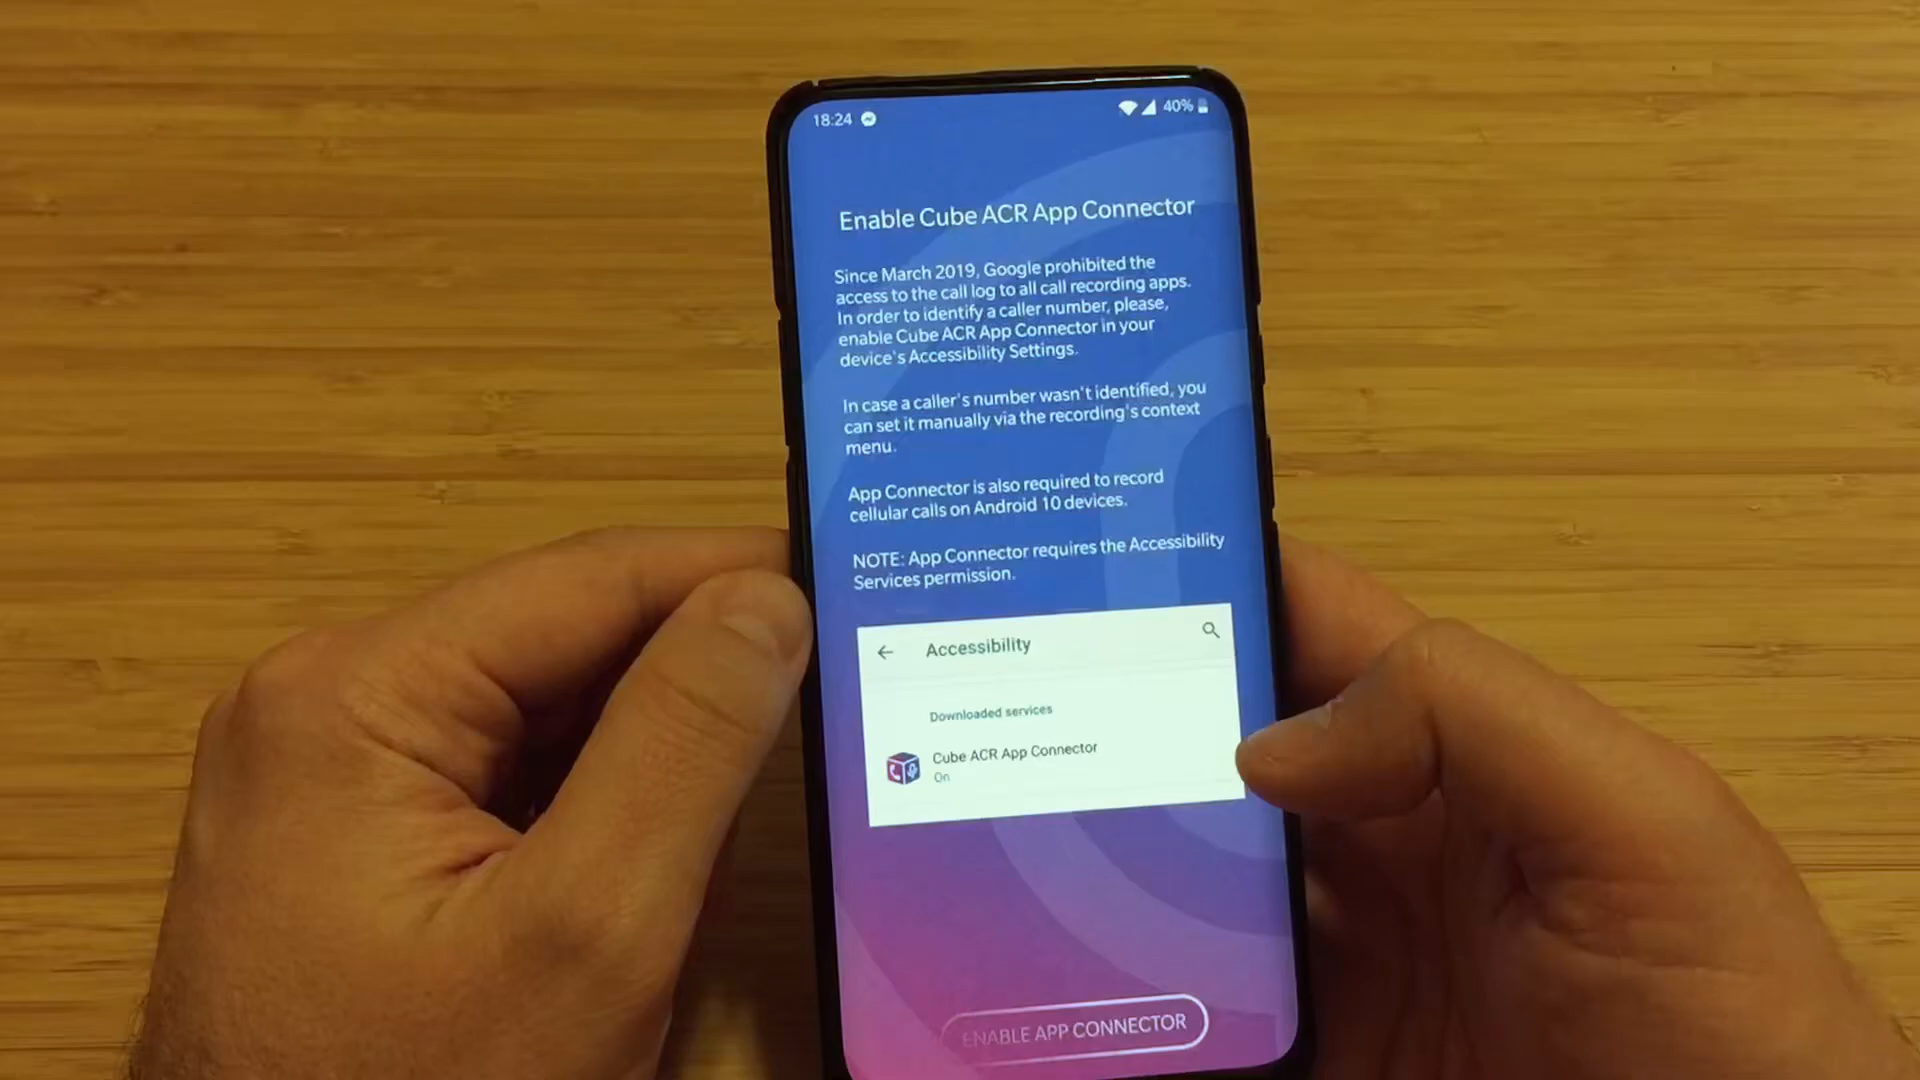 18:24
40%
Enable Cube ACR App Connector
Since March 2019, Google prohibited the
access to the call log to all call recording apps.
In order to identify a caller number, please,
enable Cube ACR App Connector in your
device's Accessibility Settings.
In case a caller's number wasn't identified, you
can set it manually via the recording's context
menu.
App Connector is also required to record
cellular calls on Android 10 devices.
NOTE: App Connector requires the Accessibility
Services permission.
Accessibility
Downloaded services
Cube ACR App Connector
On
ENABLE APP CONNECTOR